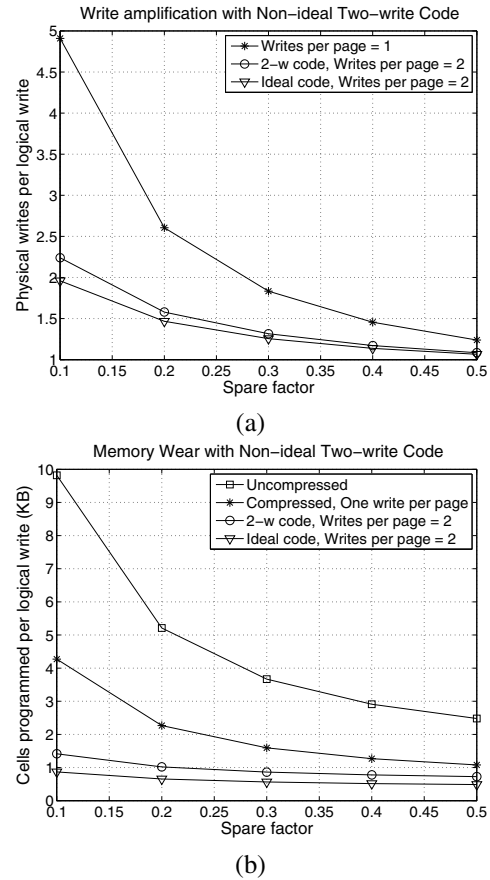 Write amplification with Non-ideal Two-write Code
5
4.5
4
3.5
3
2.5
2
1.5
1
Physical writes per logical write
Writes per page = 1
2-w code, Writes per page = 2
Ideal code, Writes per page = 2
0.1 0.15 0.2 0.25 0.3 0.35 0.4 0.45 0.5
Spare factor
(a)
Memory Wear with Non-ideal Two-write Code
10
9
8
7
6
5
4
3
2
1
0
Cells programmed per logical write (KB)
Uncompressed
Compressed, One write per page
2-w code, Writes per page = 2
Ideal code, Writes per page = 2
0.1 0.15 0.2 0.25 0.3 0.35 0.4 0.45 0.5
Spare factor
(b)